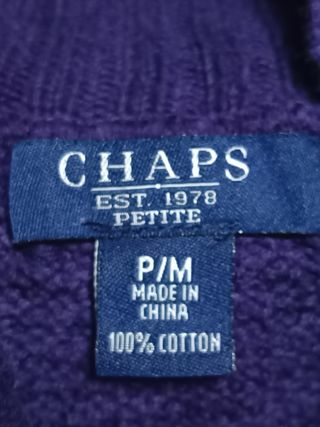 CHAPS
EST. 1978
PETITE
P/M
MADE IN
CHINA
100% COTTON